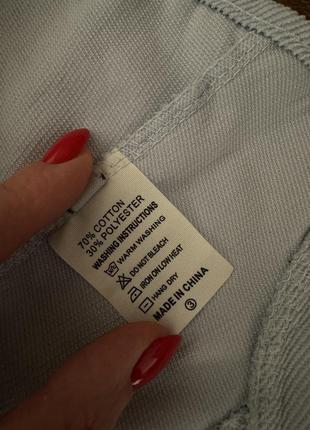 70% COTTON
30% POLYESTER
WASHING INSTRUCTIONS
WARM WASHING
DO NOT BLEACH
IRON ON LOW HEAT
HANG DRY
MADE IN CHINA
③